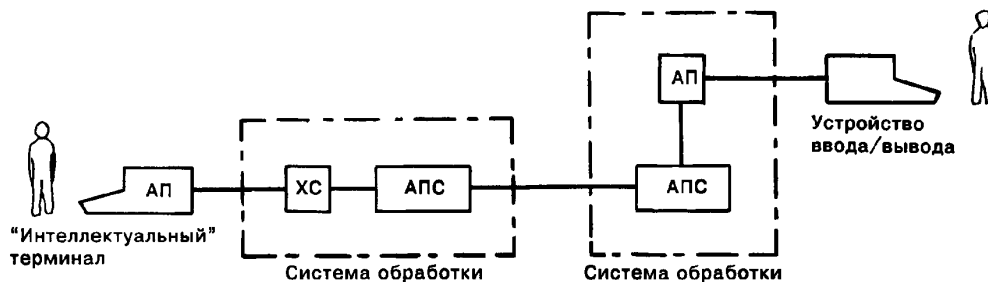 АП
Устройство
ввода/вывода
АП
ХС
АПС
АПС
"Интеллектуальный"
терминал
Система обработки
Система обработки